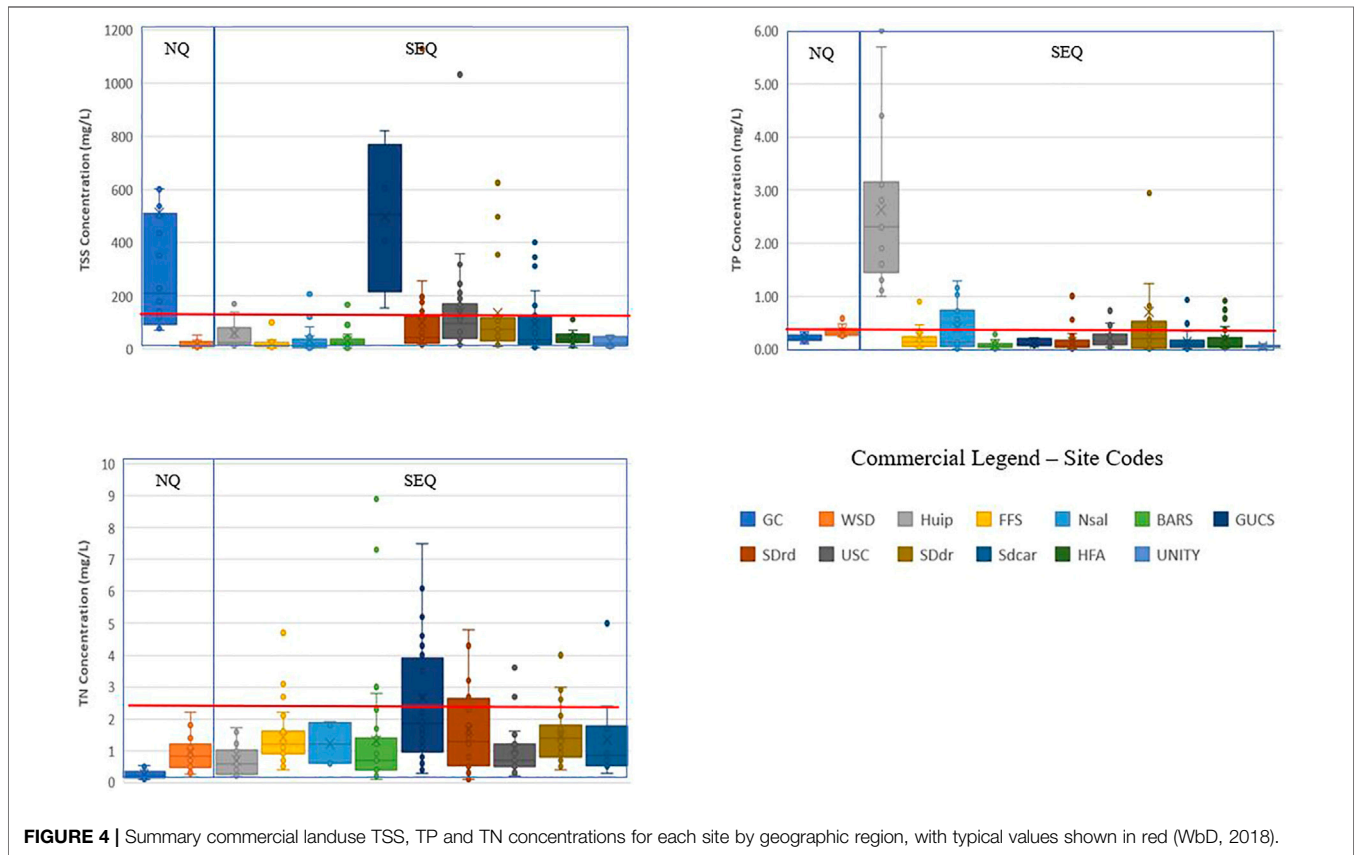 1200
1000
800
600
400
200
0
TSS Concentration (mg/L)
NQ
SEQ
6.00
5.00
4.00
3.00
2.00
1.00
0.00
TP Concentration (mg/L)
NQ
SEQ
10
9
8
7
6
5
4
3
2
1
0
TN Concentration (mg/L)
NQ
SEQ
Commercial Legend – Site Codes
GC WSD Huip FFS Nsal BARS GUCS
SDrd USC SDdr Sdcar HFA UNITY
FIGURE 4 | Summary commercial landuse TSS, TP and TN concentrations for each site by geographic region, with typical values shown in red (WbD, 2018).